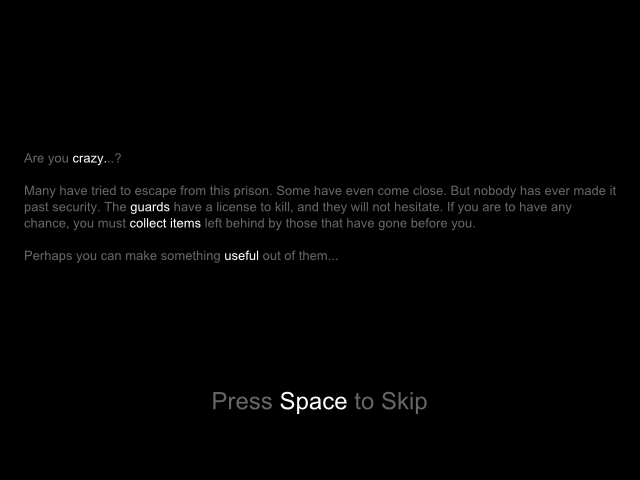 Are you crazy...?
Many have tried to escape from this prison. Some have even come close. But nobody has ever made it
past security. The guards have a license to kill, and they will not hesitate. If you are to have any
chance, you must collect items left behind by those that have gone before you.
Perhaps you can make something useful out of them...
Press Space to Skip